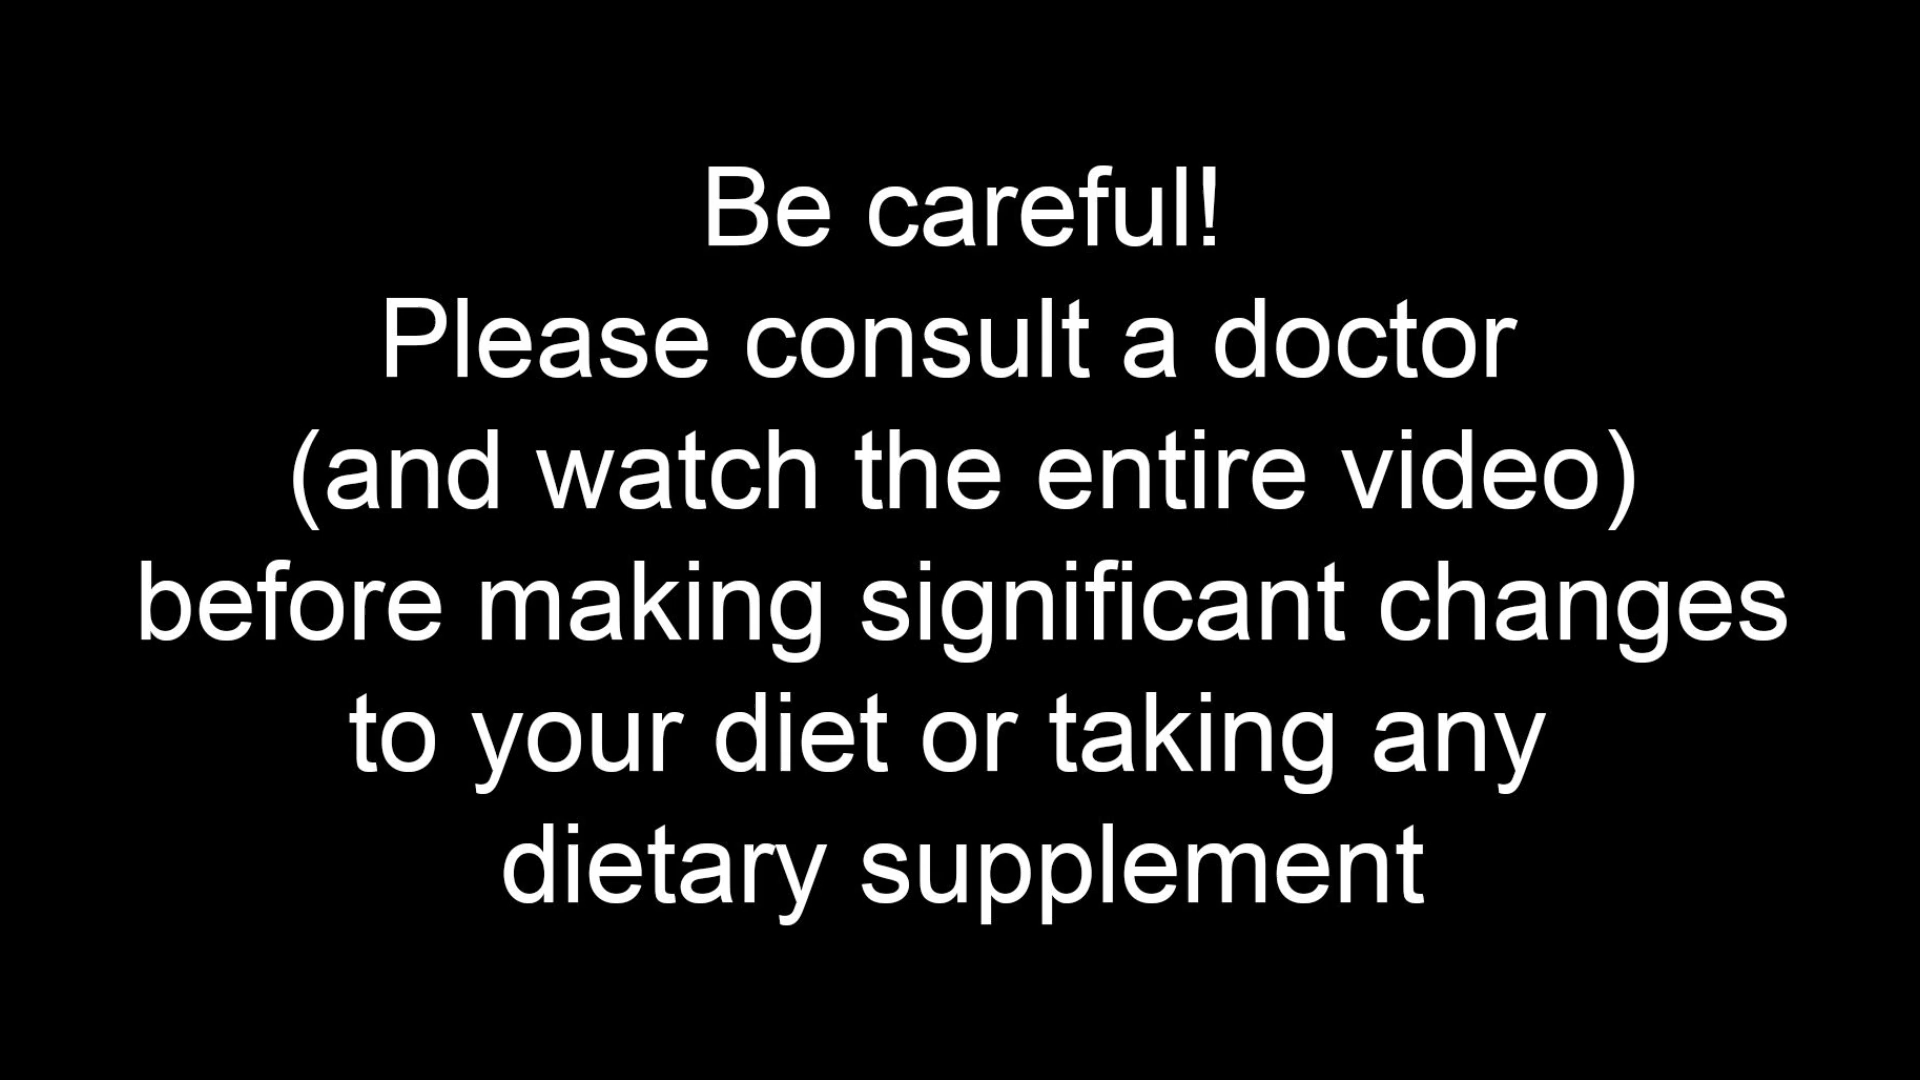 Be careful!
Please consult a doctor
(and watch the entire video)
before making significant changes
to your diet or taking any
dietary supplement